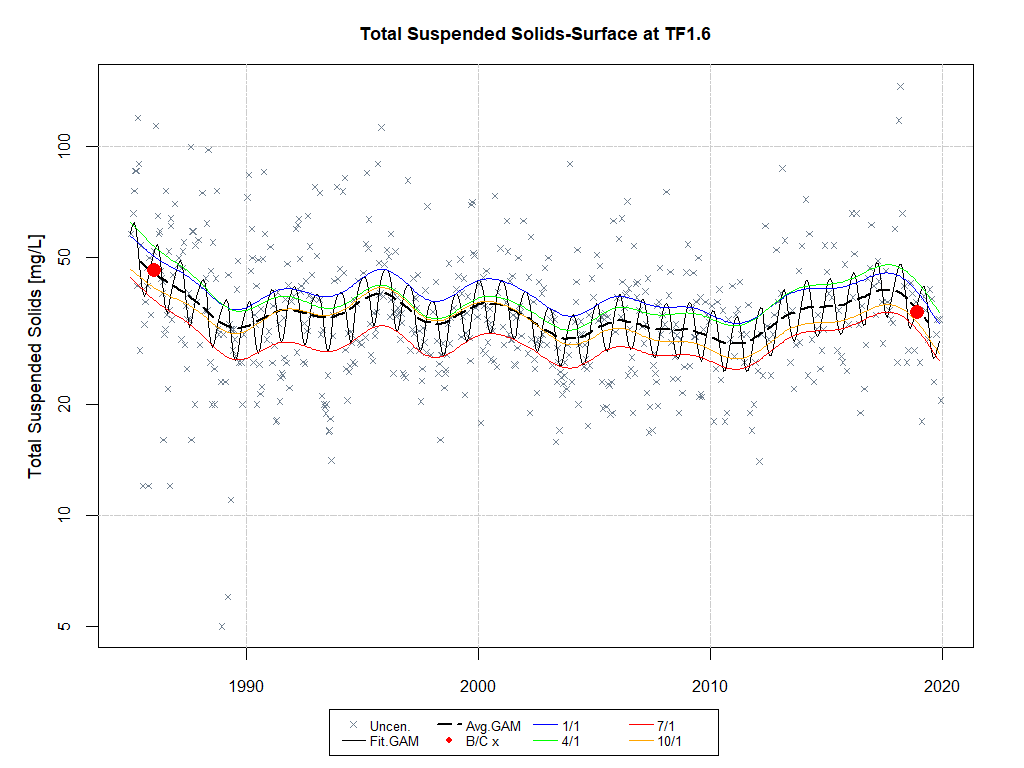 Total Suspended Solids-Surface at TF1.6
Total Suspended Solids [mg/L]
100
50
20
10
5
1990 2000 2010 2020
Uncen. Avg.GAM 1/1 7/1
Fit.GAM B/C x 4/1 10/1